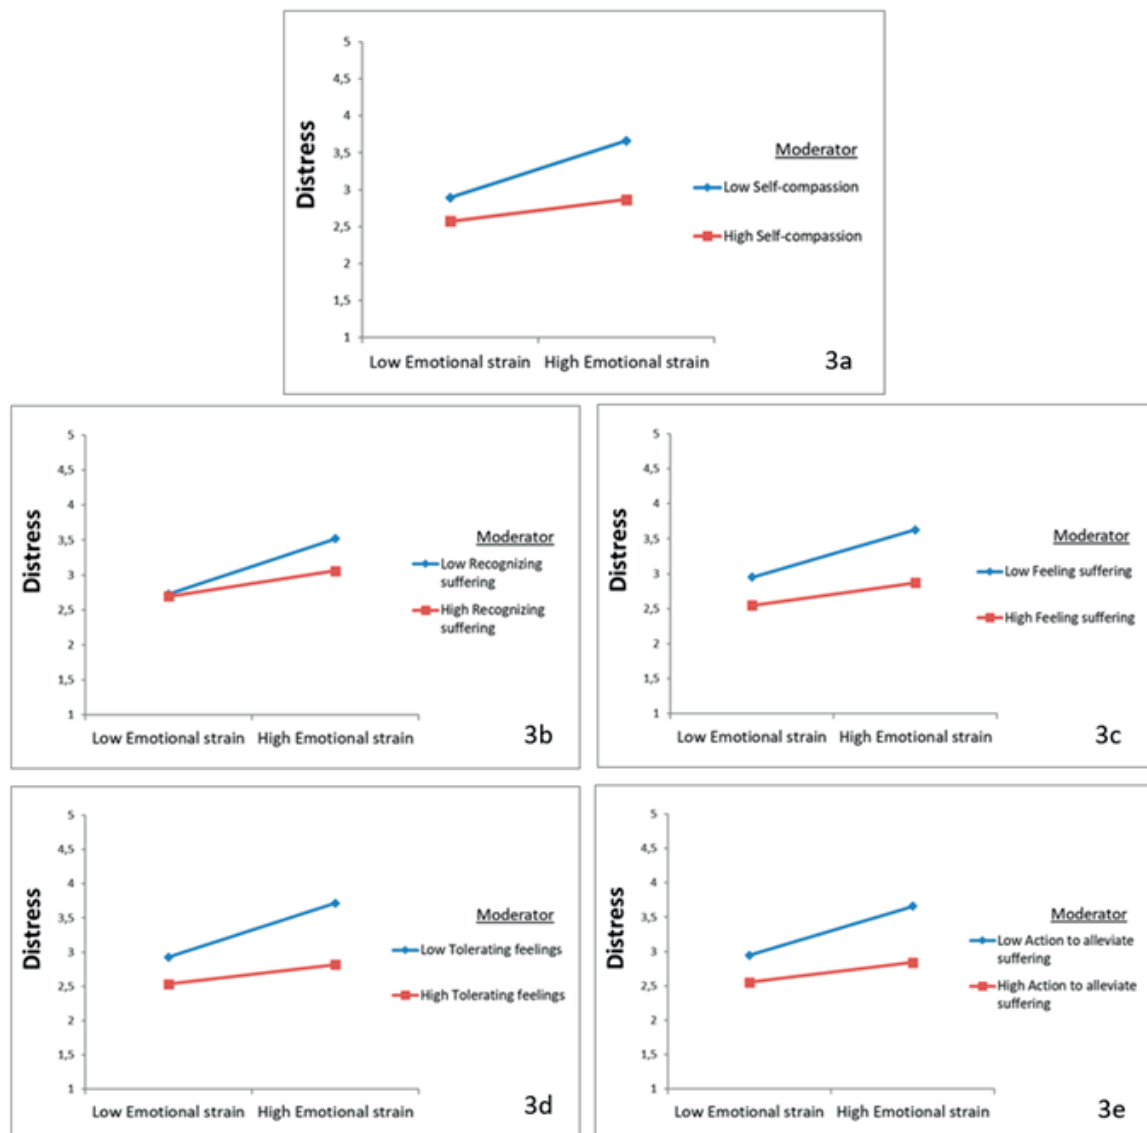 5
4,5
4
3,5
3
2,5
2
1,5
1
Distress
Low Emotional strain High Emotional strain
Moderator
Low Self-compassion
High Self-compassion
3a
5
4,5
4
3,5
3
2,5
2
1,5
1
Distress
Low Emotional strain High Emotional strain
Moderator
Low Recognizing
suffering
High Recognizing
suffering
3b
5
4,5
4
3,5
3
2,5
2
1,5
1
Distress
Low Emotional strain High Emotional strain
Moderator
Low Feeling suffering
High Feeling suffering
3c
5
4,5
4
3,5
3
2,5
2
1,5
1
Distress
Low Emotional strain High Emotional strain
Moderator
Low Tolerating feelings
High Tolerating feelings
3d
5
4,5
4
3,5
3
2,5
2
1,5
1
Distress
Low Emotional strain High Emotional strain
Moderator
Low Action to alleviate
suffering
High Action to alleviate
suffering
3e